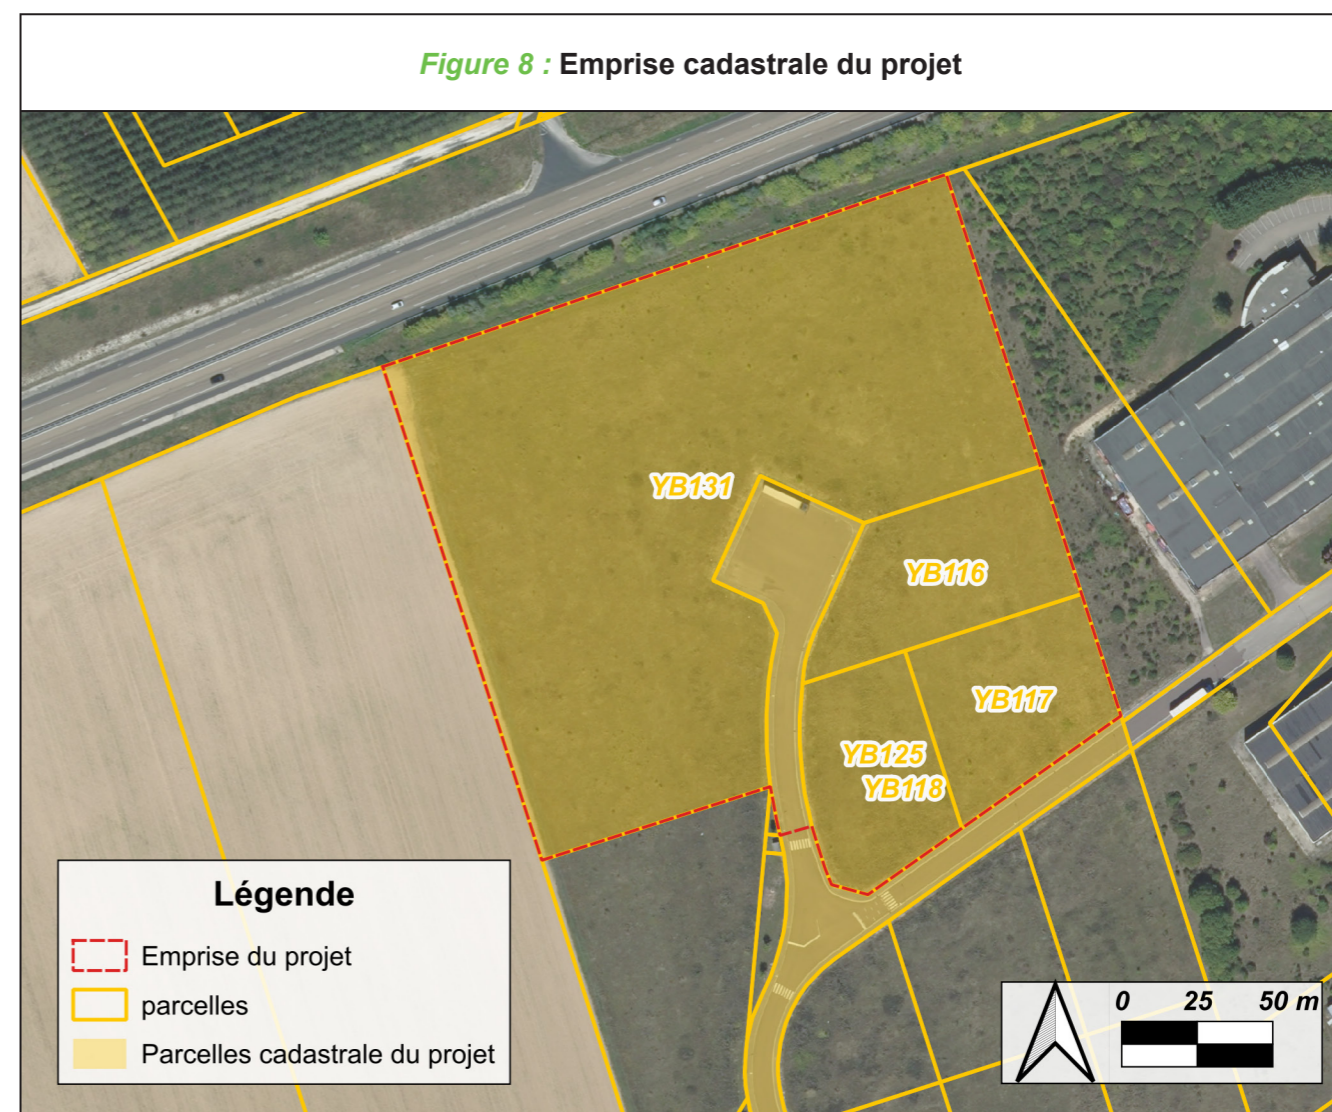 Figure 8 : Emprise cadastrale du projet
YB131
YB116
YB117
YB125
YB118
Légende
Emprise du projet
parcelles
Parcelles cadastrale du projet
0 25 50 m